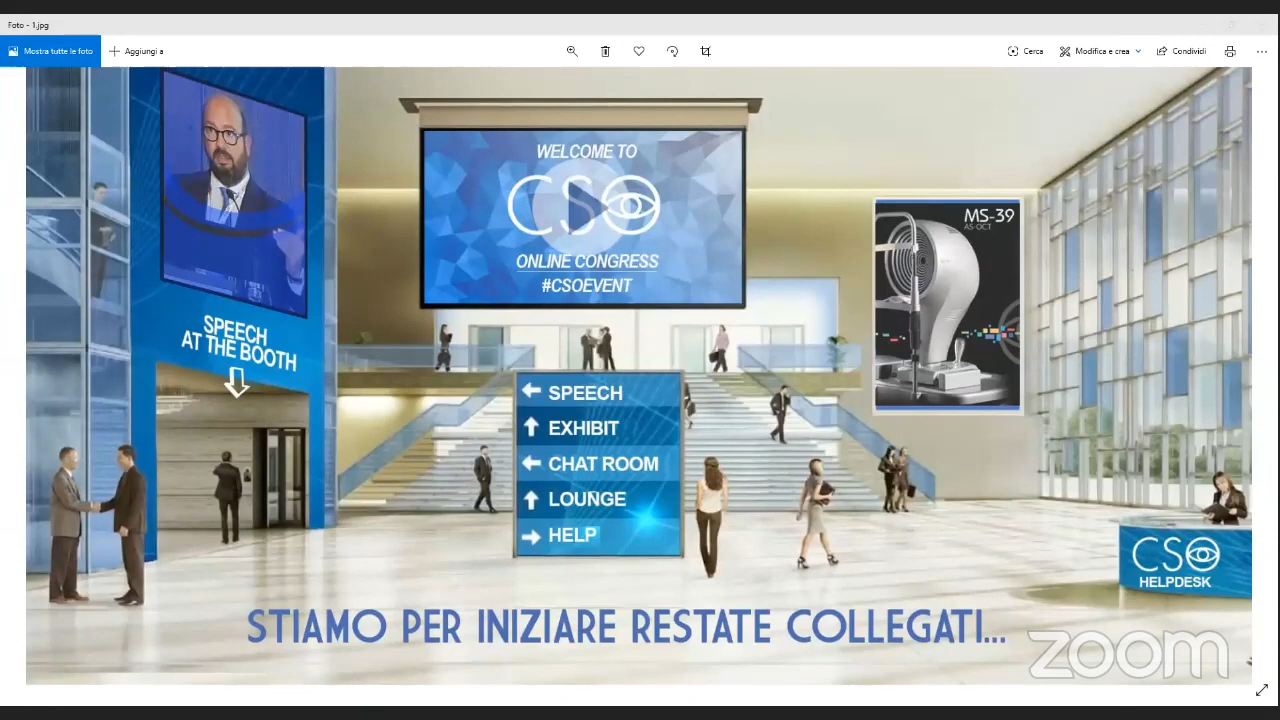 Foto - 1.jpg
Mostra tutte le foto
Aggiungi a
Cerca
Modifica e crea
Condividi
WELCOME TO
CSO
ONLINE CONGRESS
#CSOEVENT
MS-39
AS-OCT
SPEECH
AT THE BOOTH
SPEECH
EXHIBIT
CHAT ROOM
LOUNGE
HELP
CSO
HELPDESK
STIAMO PER INIZIARE RESTATE COLLEGATI...
zoom